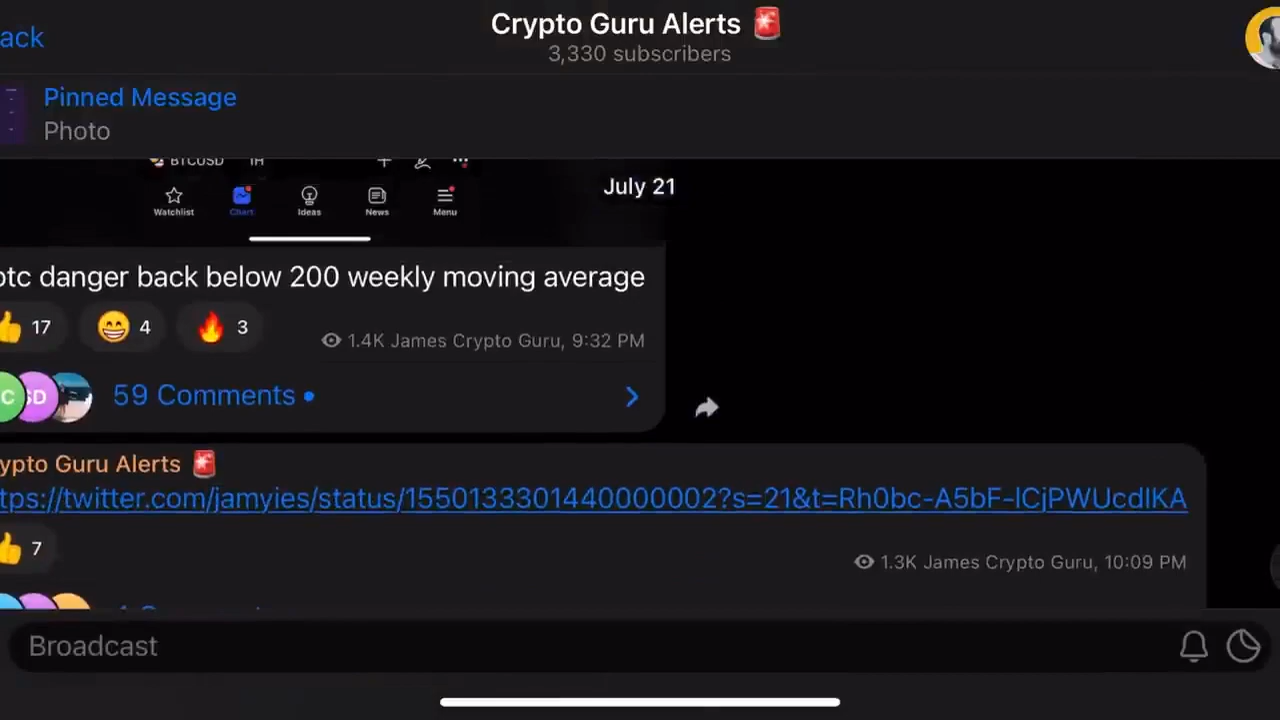 Crypto Guru Alerts 🚨
ack
3,330 subscribers
Pinned Message
Photo
BTCUSD 1H
July 21
Watchlist Chart Ideas News Menu
btc danger back below 200 weekly moving average
👍 17 😁 4 🔥 3
1.4K James Crypto Guru, 9:32 PM
C SD 59 Comments
ypto Guru Alerts 🚨
tps://twitter.com/jamyies/status/1550133301440000002?s=21&t=Rh0bc-A5bF-lCjPWUcdlKA
👍 7
1.3K James Crypto Guru, 10:09 PM
Broadcast